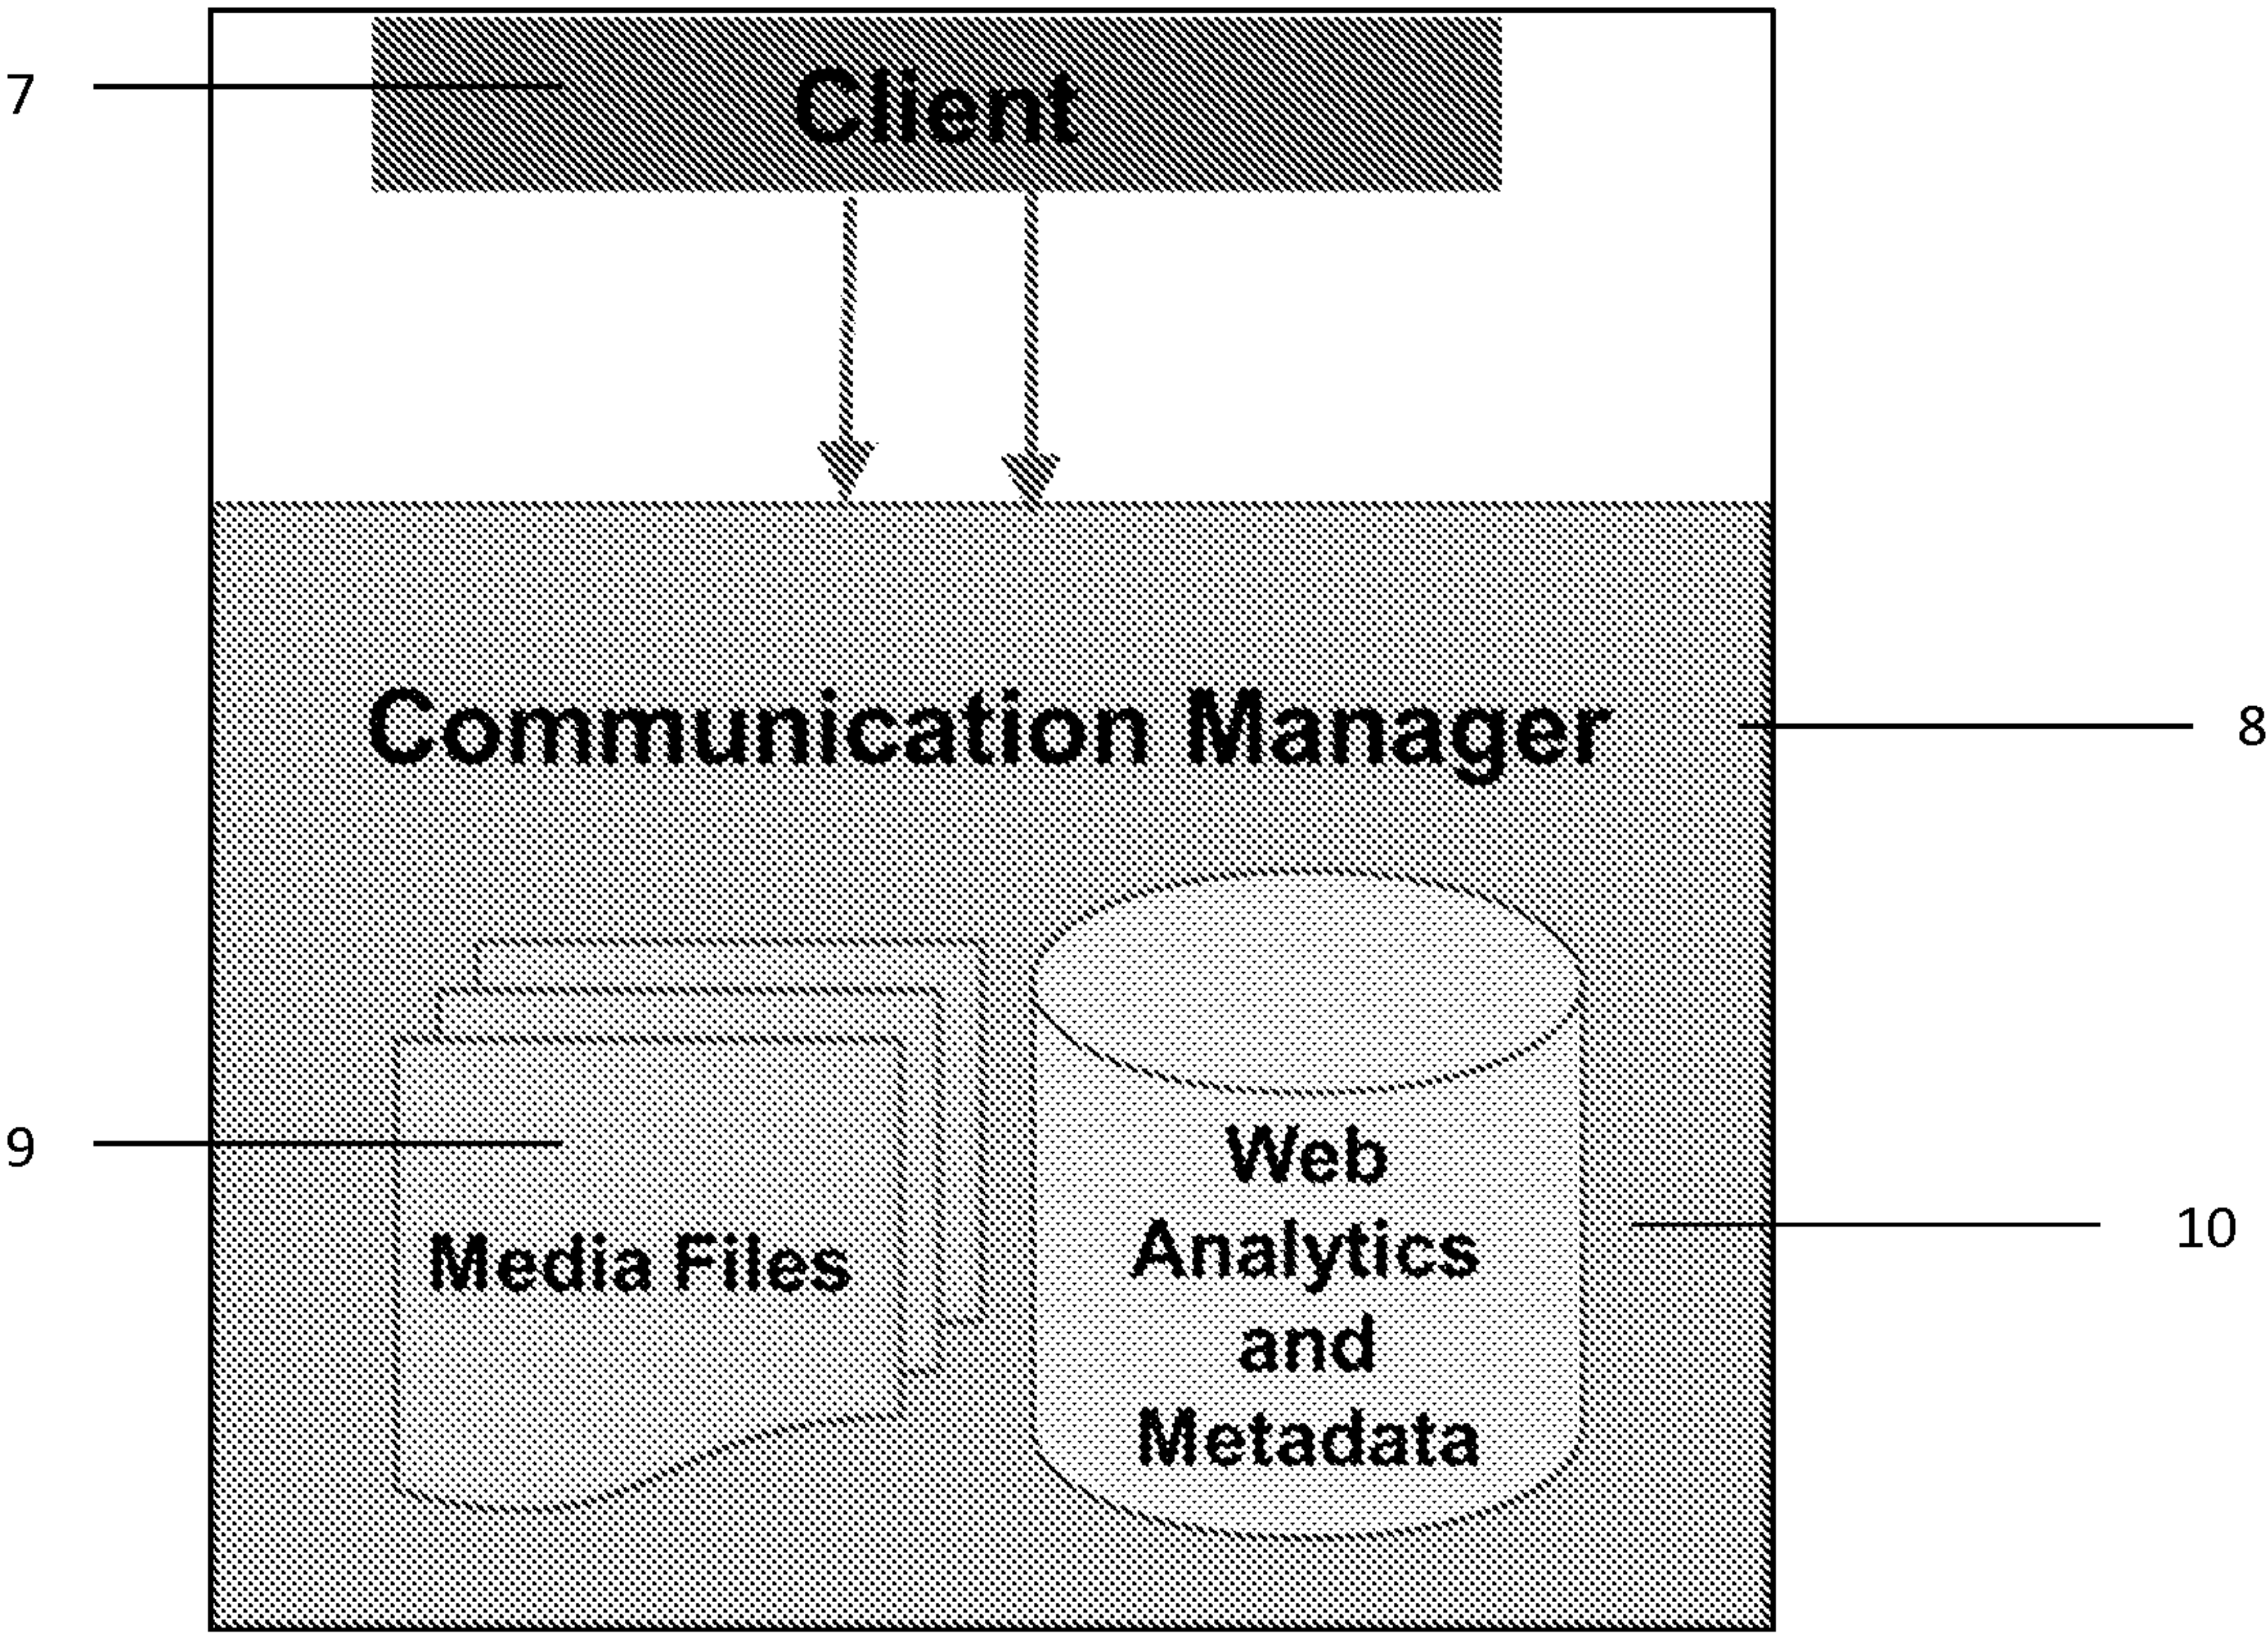 7
Client
Communication Manager
8
9
Media Files
Web
Analytics
and
Metadata
10